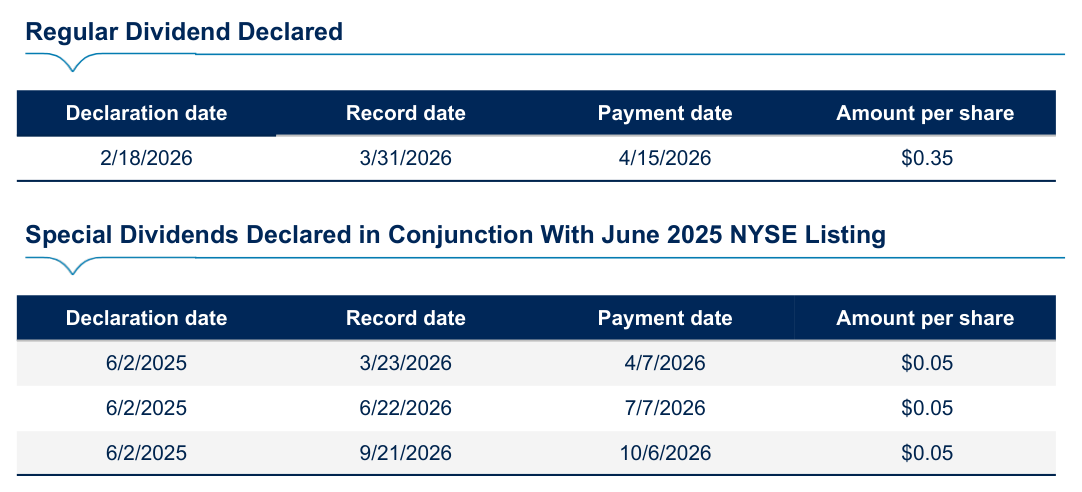 Regular Dividend Declared
Declaration date Record date Payment date Amount per share
2/18/2026 3/31/2026 4/15/2026 $0.35
Special Dividends Declared in Conjunction With June 2025 NYSE Listing
Declaration date Record date Payment date Amount per share
6/2/2025 3/23/2026 4/7/2026 $0.05
6/2/2025 6/22/2026 7/7/2026 $0.05
6/2/2025 9/21/2026 10/6/2026 $0.05